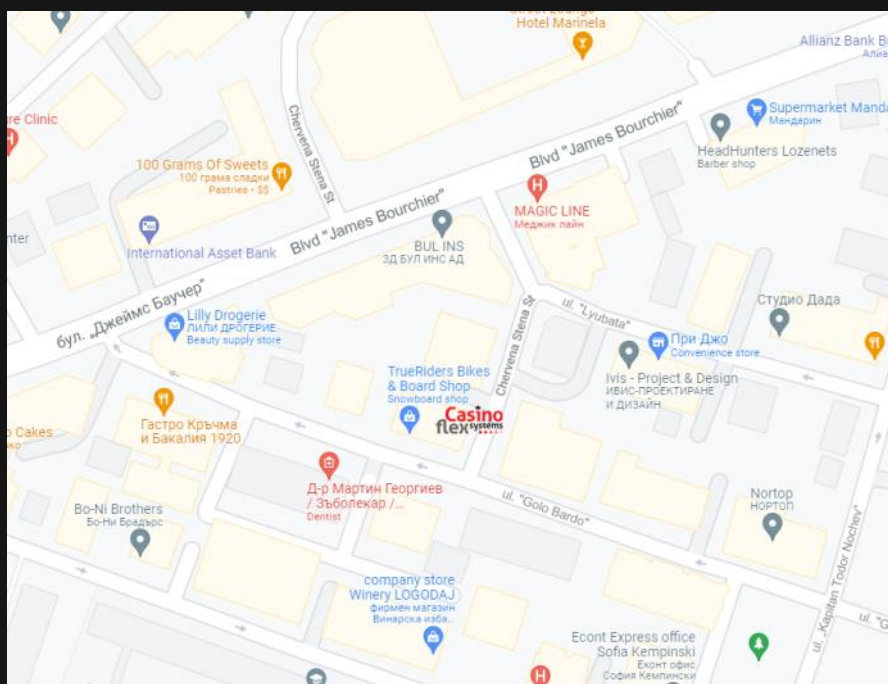 Hotel Marinela
Allianz Bank
Chervena Stena St
Blvd "James Bourchier"
Supermarket
Мандарин
HeadHunters Lozenets
Barber shop
Clinic
100 Grams Of Sweets
100 грама сладки
Pastries • $$
MAGIC LINE
Меджик лайн
Blvd "James Bourchier"
BUL INS
ЗД БУЛ ИНС АД
International Asset Bank
бул. „Джеймс Баучер"
Lilly Drogerie
ЛИЛИ ДРОГЕРИЕ
Beauty supply store
Chervena Stena St
ul. "Lyubata"
Студио Дада
При Джо
Convenience store...
Ivis - Project & Design
ИВИС-ПРОЕКТИРАНЕ
И ДИЗАЙН
TrueRiders Bikes
& Board Shop
Snowboard shop
Casino
flex systems
Гастро Кръчма
и Бакалия 1920
Cakes
Д-р Мартин Георгиев
/ Зъболекар /...
Dentist
ul. "Golo Bardo"
Bo-Ni Brothers
Бо-Ни Брадърс
Nortop
НОРТОП
ul. „Kapitan Todor Nochev"
company store
Winery LOGODAJ
фирмен магазин
Винарска изба...
ul.
Econt Express office
Sofia Kempinski
Еконт офис
София Кемпински